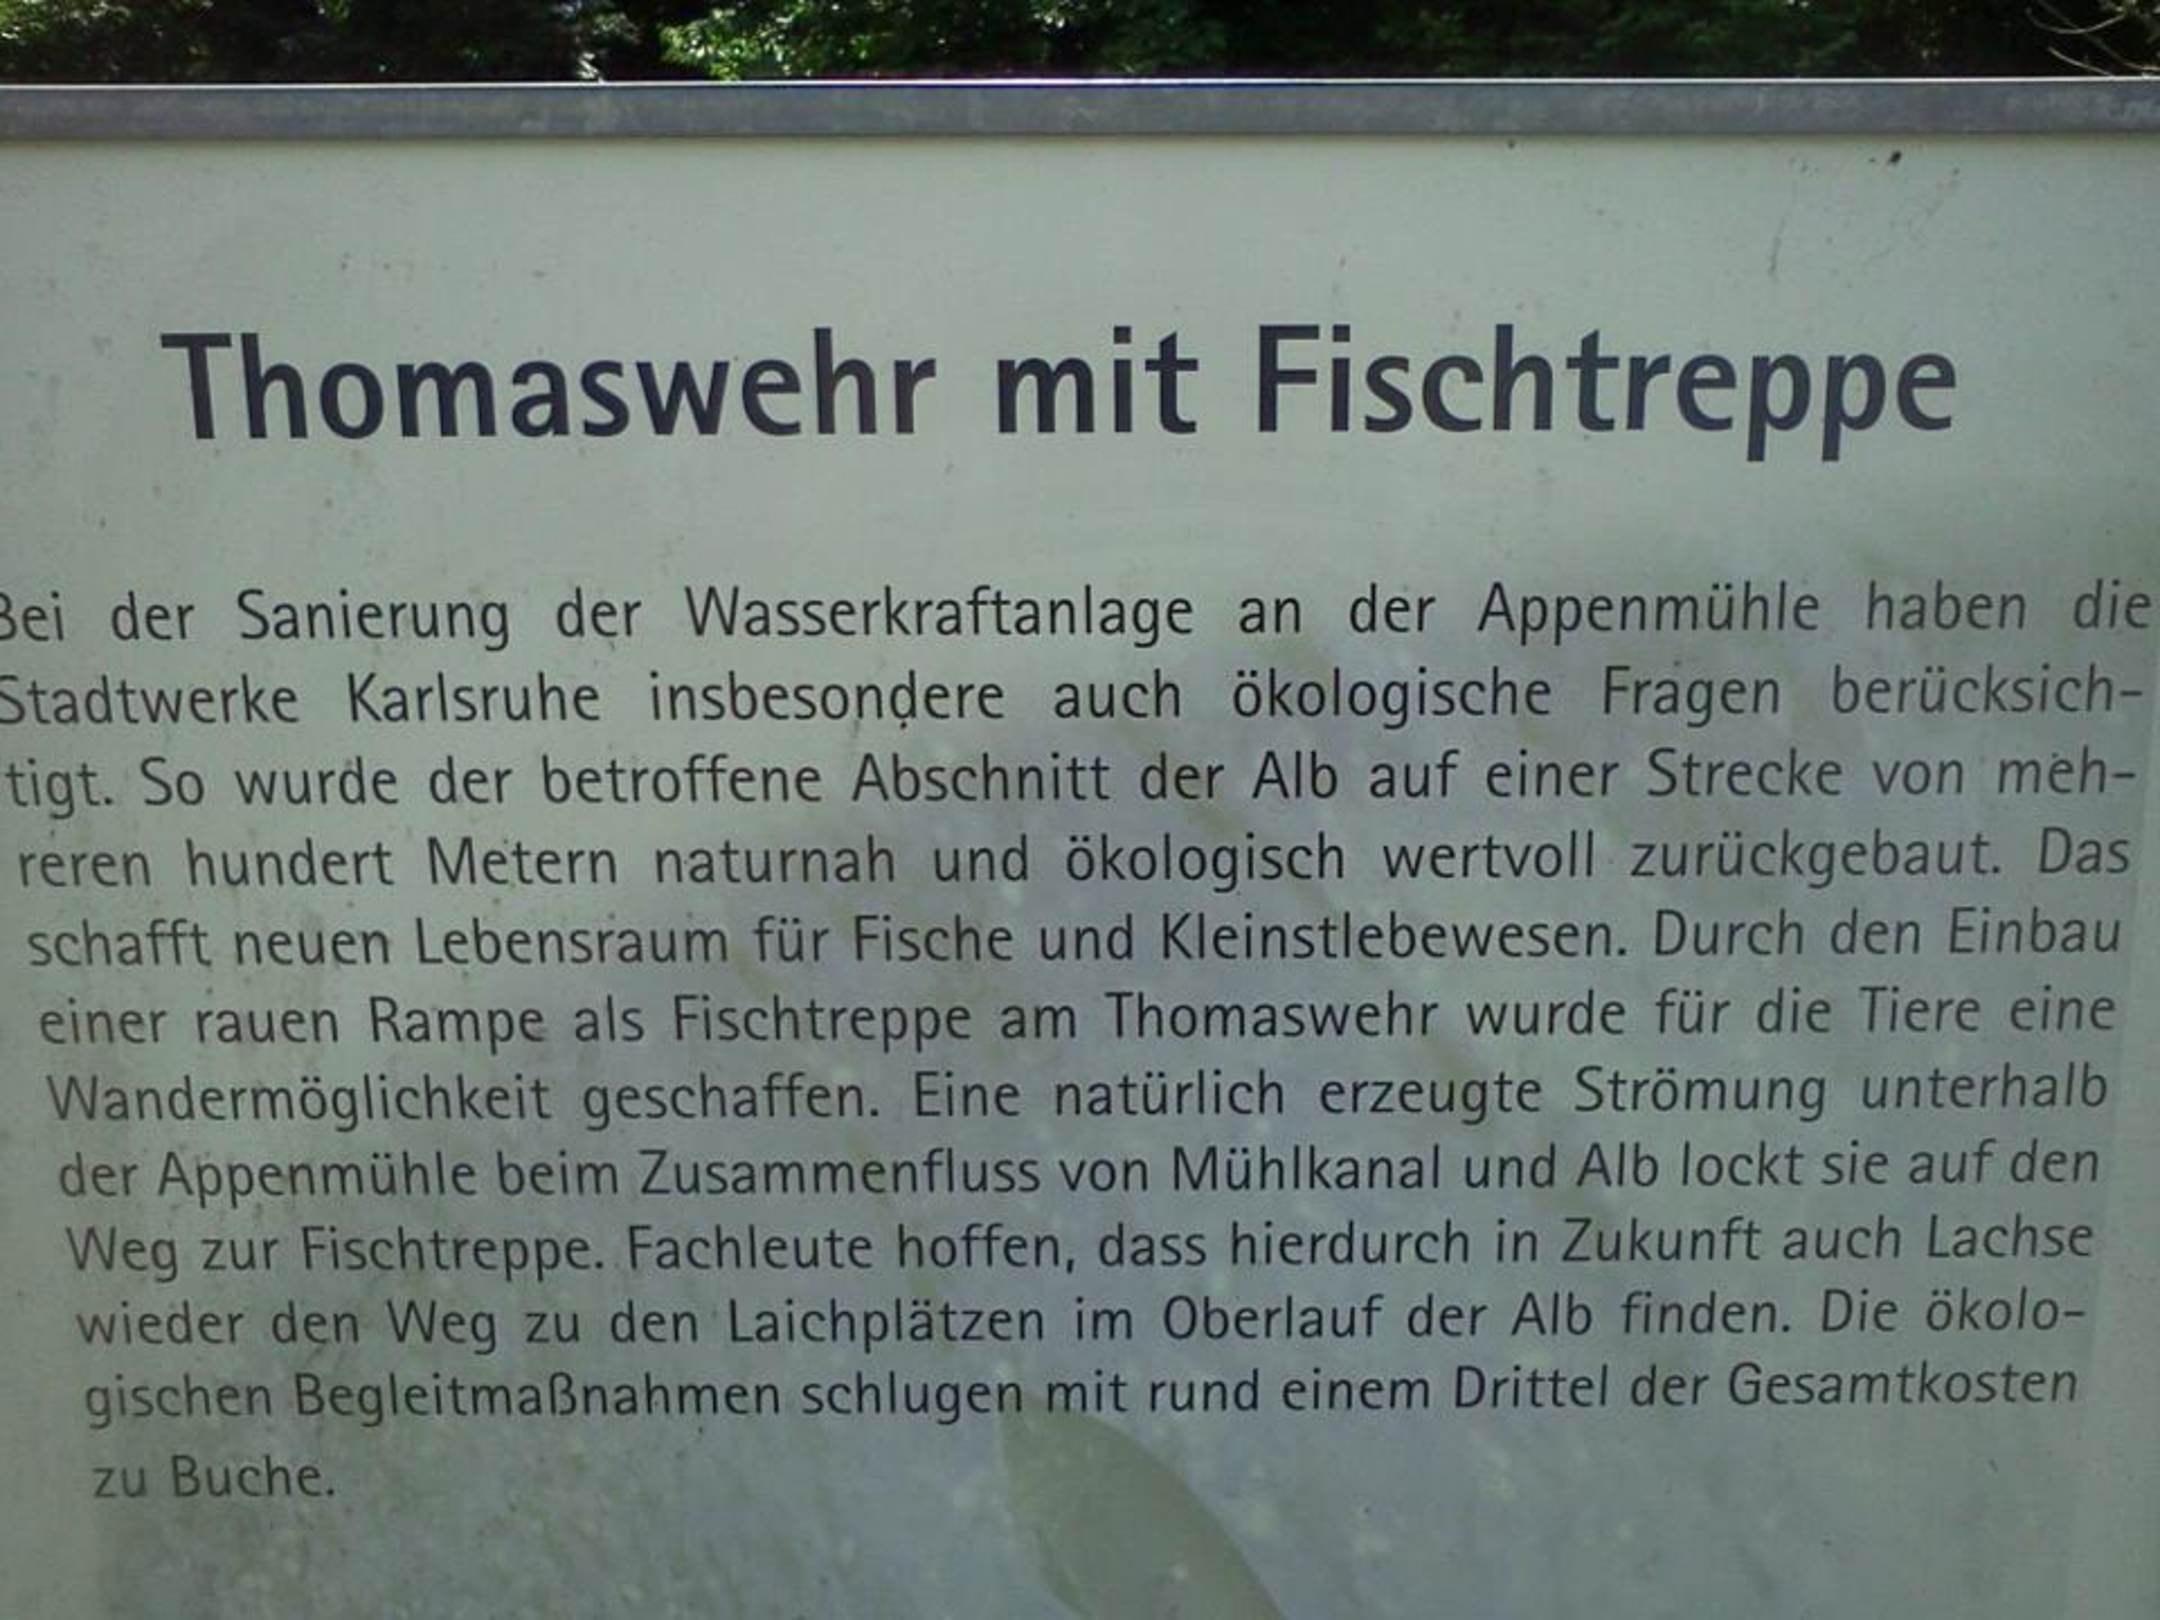 Thomaswehr mit Fischtreppe
Bei der Sanierung der Wasserkraftanlage an der Appenmühle haben die
Stadtwerke Karlsruhe insbesondere auch ökologische Fragen berücksich-
tigt. So wurde der betroffene Abschnitt der Alb auf einer Strecke von meh-
reren hundert Metern naturnah und ökologisch wertvoll zurückgebaut. Das
schafft neuen Lebensraum für Fische und Kleinstlebewesen. Durch den Einbau
einer rauen Rampe als Fischtreppe am Thomaswehr wurde für die Tiere eine
Wandermöglichkeit geschaffen. Eine natürlich erzeugte Strömung unterhalb
der Appenmühle beim Zusammenfluss von Mühlkanal und Alb lockt sie auf den
Weg zur Fischtreppe. Fachleute hoffen, dass hierdurch in Zukunft auch Lachse
wieder den Weg zu den Laichplätzen im Oberlauf der Alb finden. Die ökolo-
gischen Begleitmaßnahmen schlugen mit rund einem Drittel der Gesamtkosten
zu Buche.